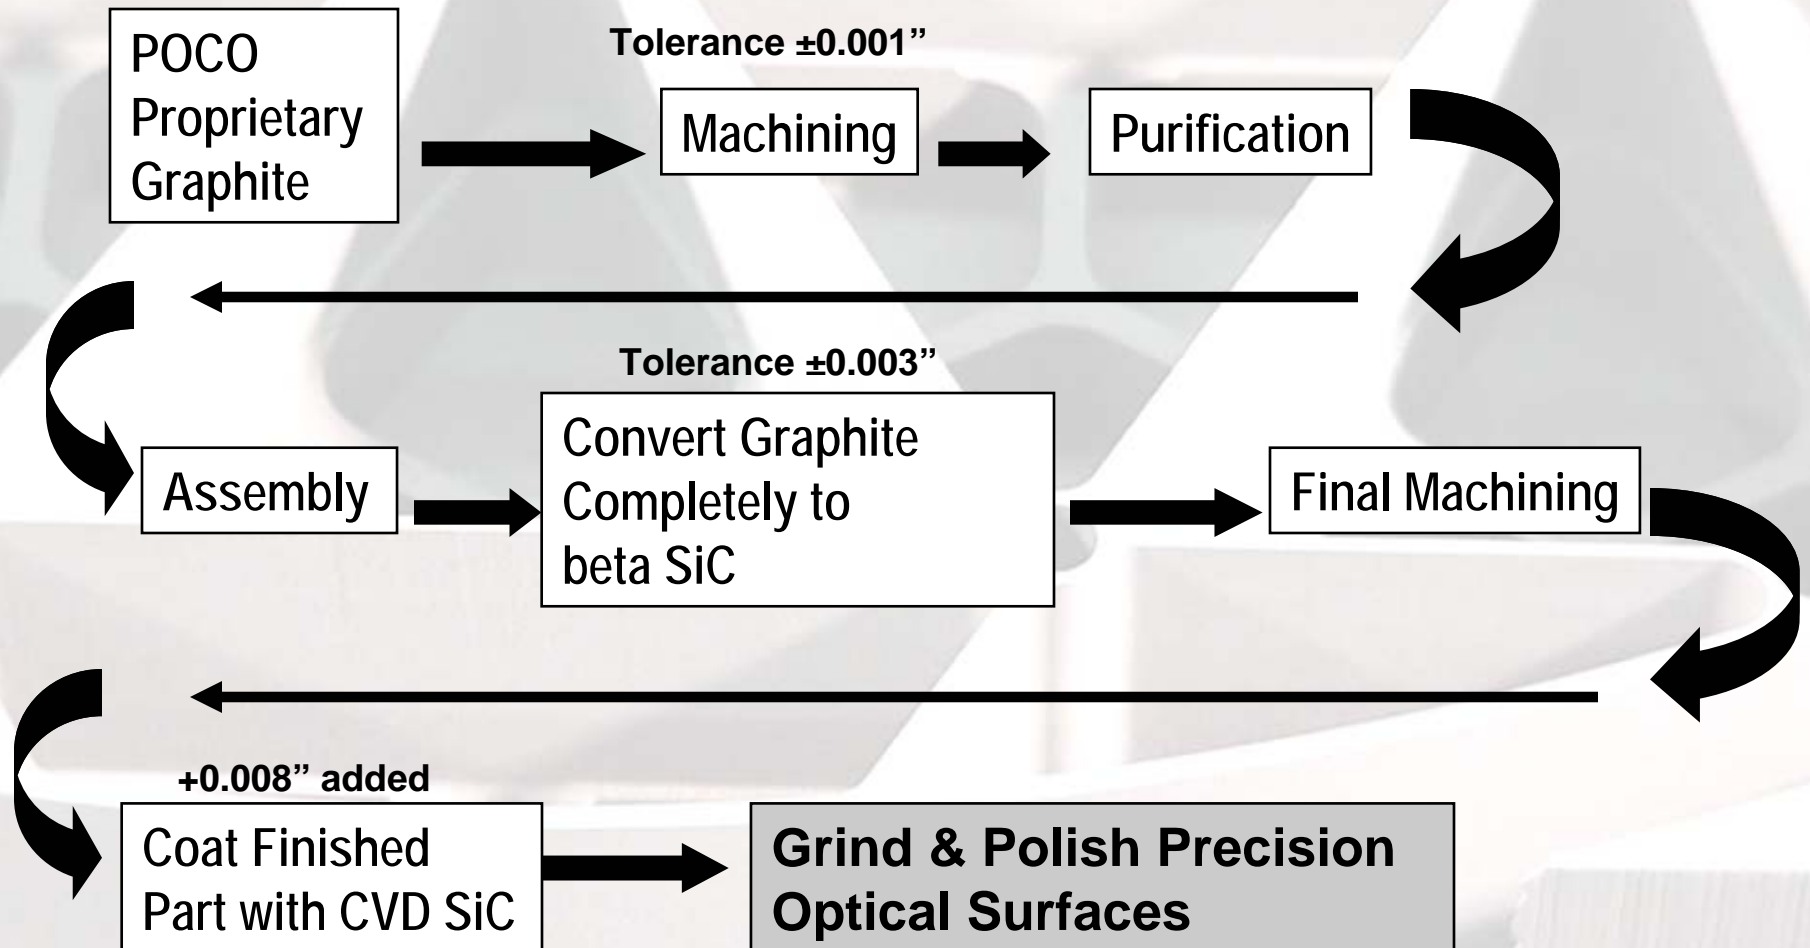 POCO
Proprietary
Graphite
Tolerance ±0.001”
Machining
Purification
Tolerance ±0.003”
Assembly
Convert Graphite
Completely to
beta SiC
Final Machining
+0.008” added
Coat Finished
Part with CVD SiC
Grind & Polish Precision
Optical Surfaces